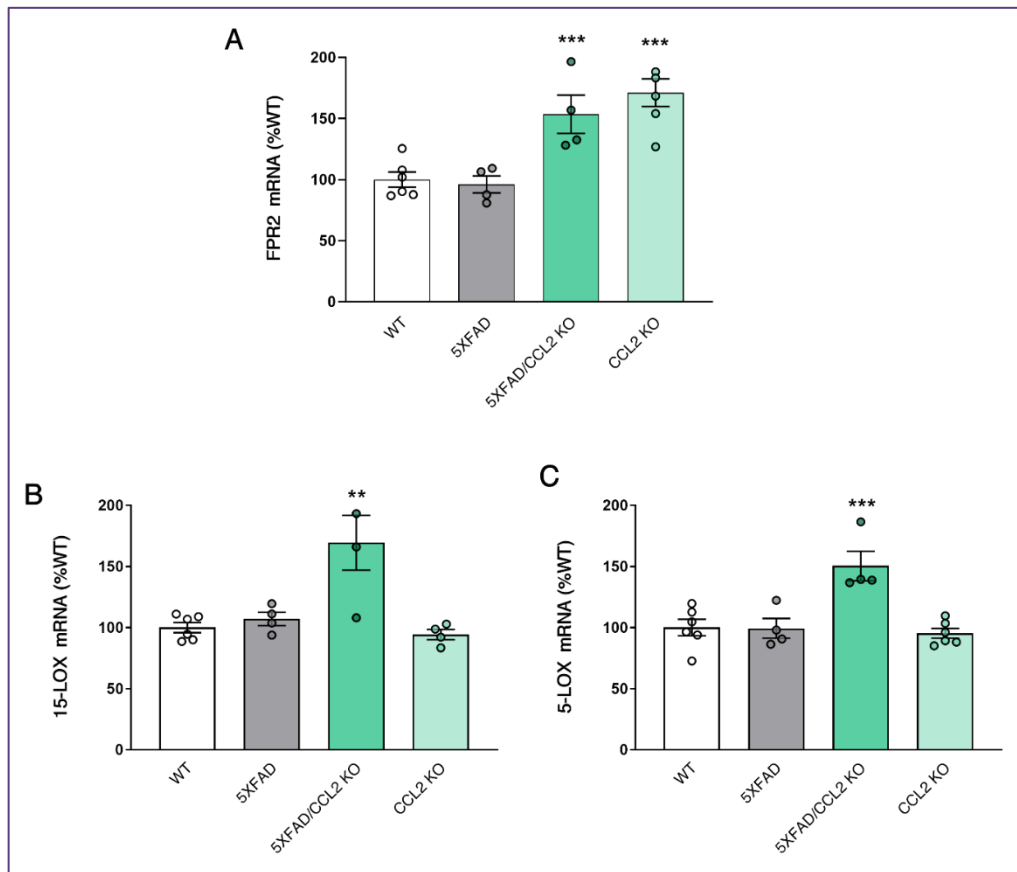 A
*** ***
FPR2 mRNA (%WT)
200
150
100
50
0
WT
5XFAD
5XFAD/CCL2 KO
CCL2 KO
B
**
15-LOX mRNA (%WT)
200
150
100
50
0
WT
5XFAD
5XFAD/CCL2 KO
CCL2 KO
C
***
5-LOX mRNA (%WT)
200
150
100
50
0
WT
5XFAD
5XFAD/CCL2 KO
CCL2 KO